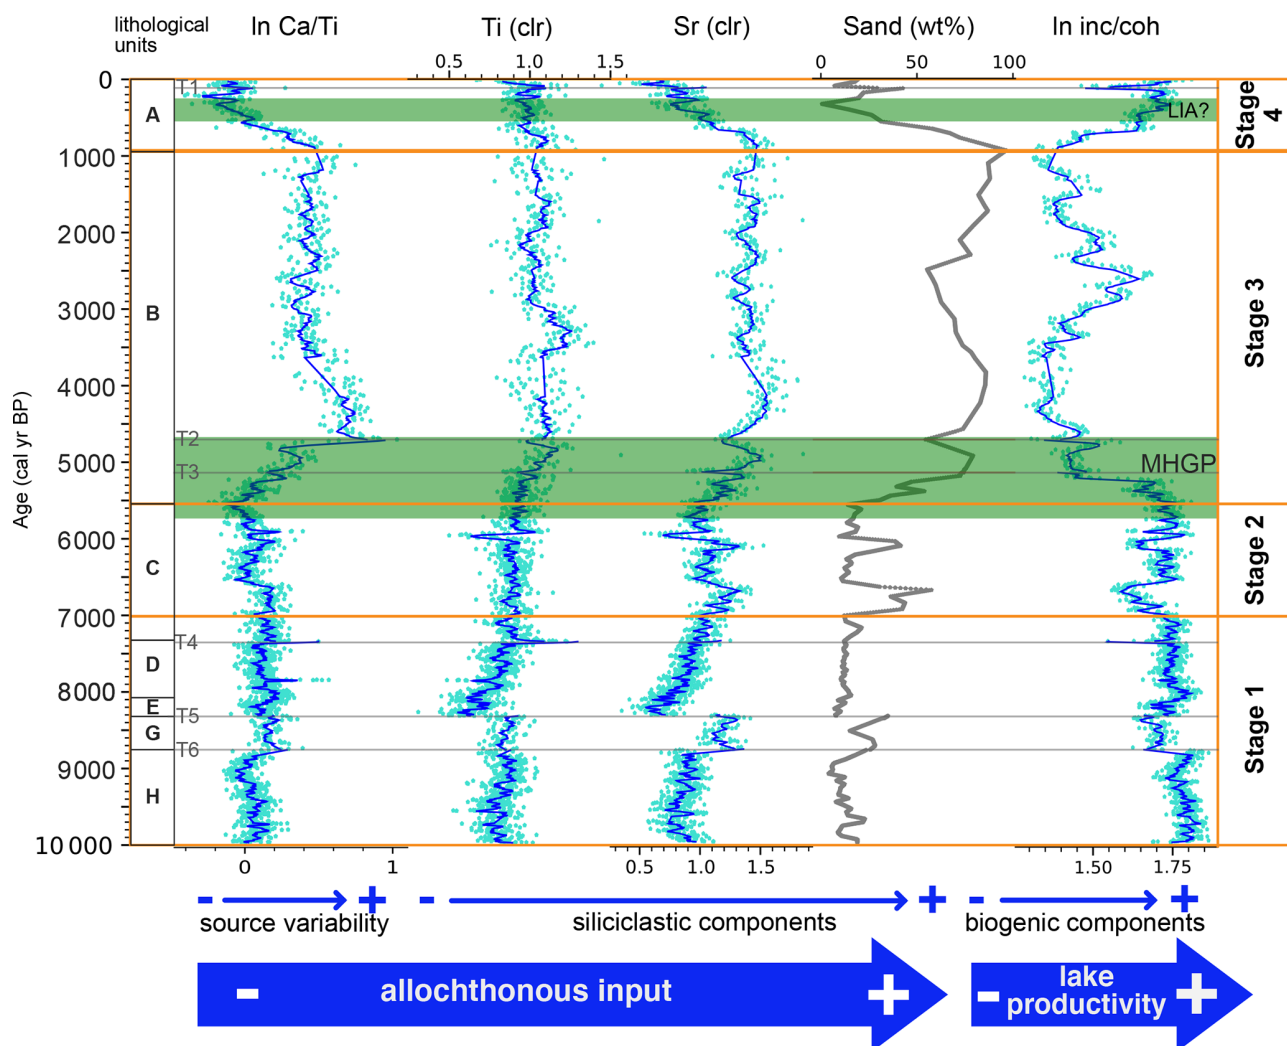 lithological
units
ln Ca/Ti
Ti (clr)
Sr (clr)
Sand (wt%)
ln inc/coh
0.5 1.0 1.5
0 50 100
Age (cal yr BP)
0
1000
2000
3000
4000
5000
6000
7000
8000
9000
10 000
A
B
C
D
E
G
H
T1
T2
T3
T4
T5
T6
LIA?
MHGP
Stage 4
Stage 3
Stage 2
Stage 1
0 1
0.5 1.0 1.5
1.50 1.75
- +
source variability
- +
siliciclastic components
- +
biogenic components
- allochthonous input +
- lake
productivity +